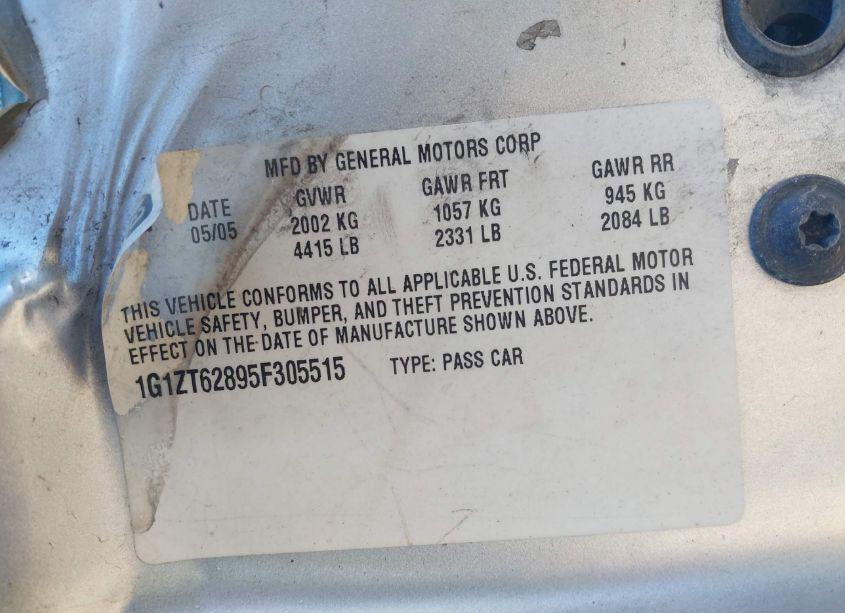 MFD BY GENERAL MOTORS CORP
DATE GVWR GAWR FRT GAWR RR
05/05 2002 KG 1057 KG 945 KG
4415 LB 2331 LB 2084 LB
THIS VEHICLE CONFORMS TO ALL APPLICABLE U.S. FEDERAL MOTOR
VEHICLE SAFETY, BUMPER, AND THEFT PREVENTION STANDARDS IN
EFFECT ON THE DATE OF MANUFACTURE SHOWN ABOVE.
1G1ZT62895F305515 TYPE: PASS CAR